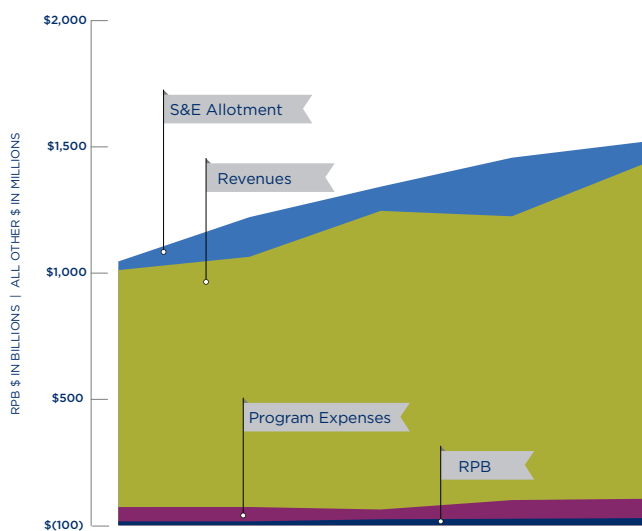 $2,000
S&E Allotment
$1,500
Revenues
$1,000
RPB $ IN BILLIONS | ALL OTHER $ IN MILLIONS
$500
Program Expenses
RPB
$(100)